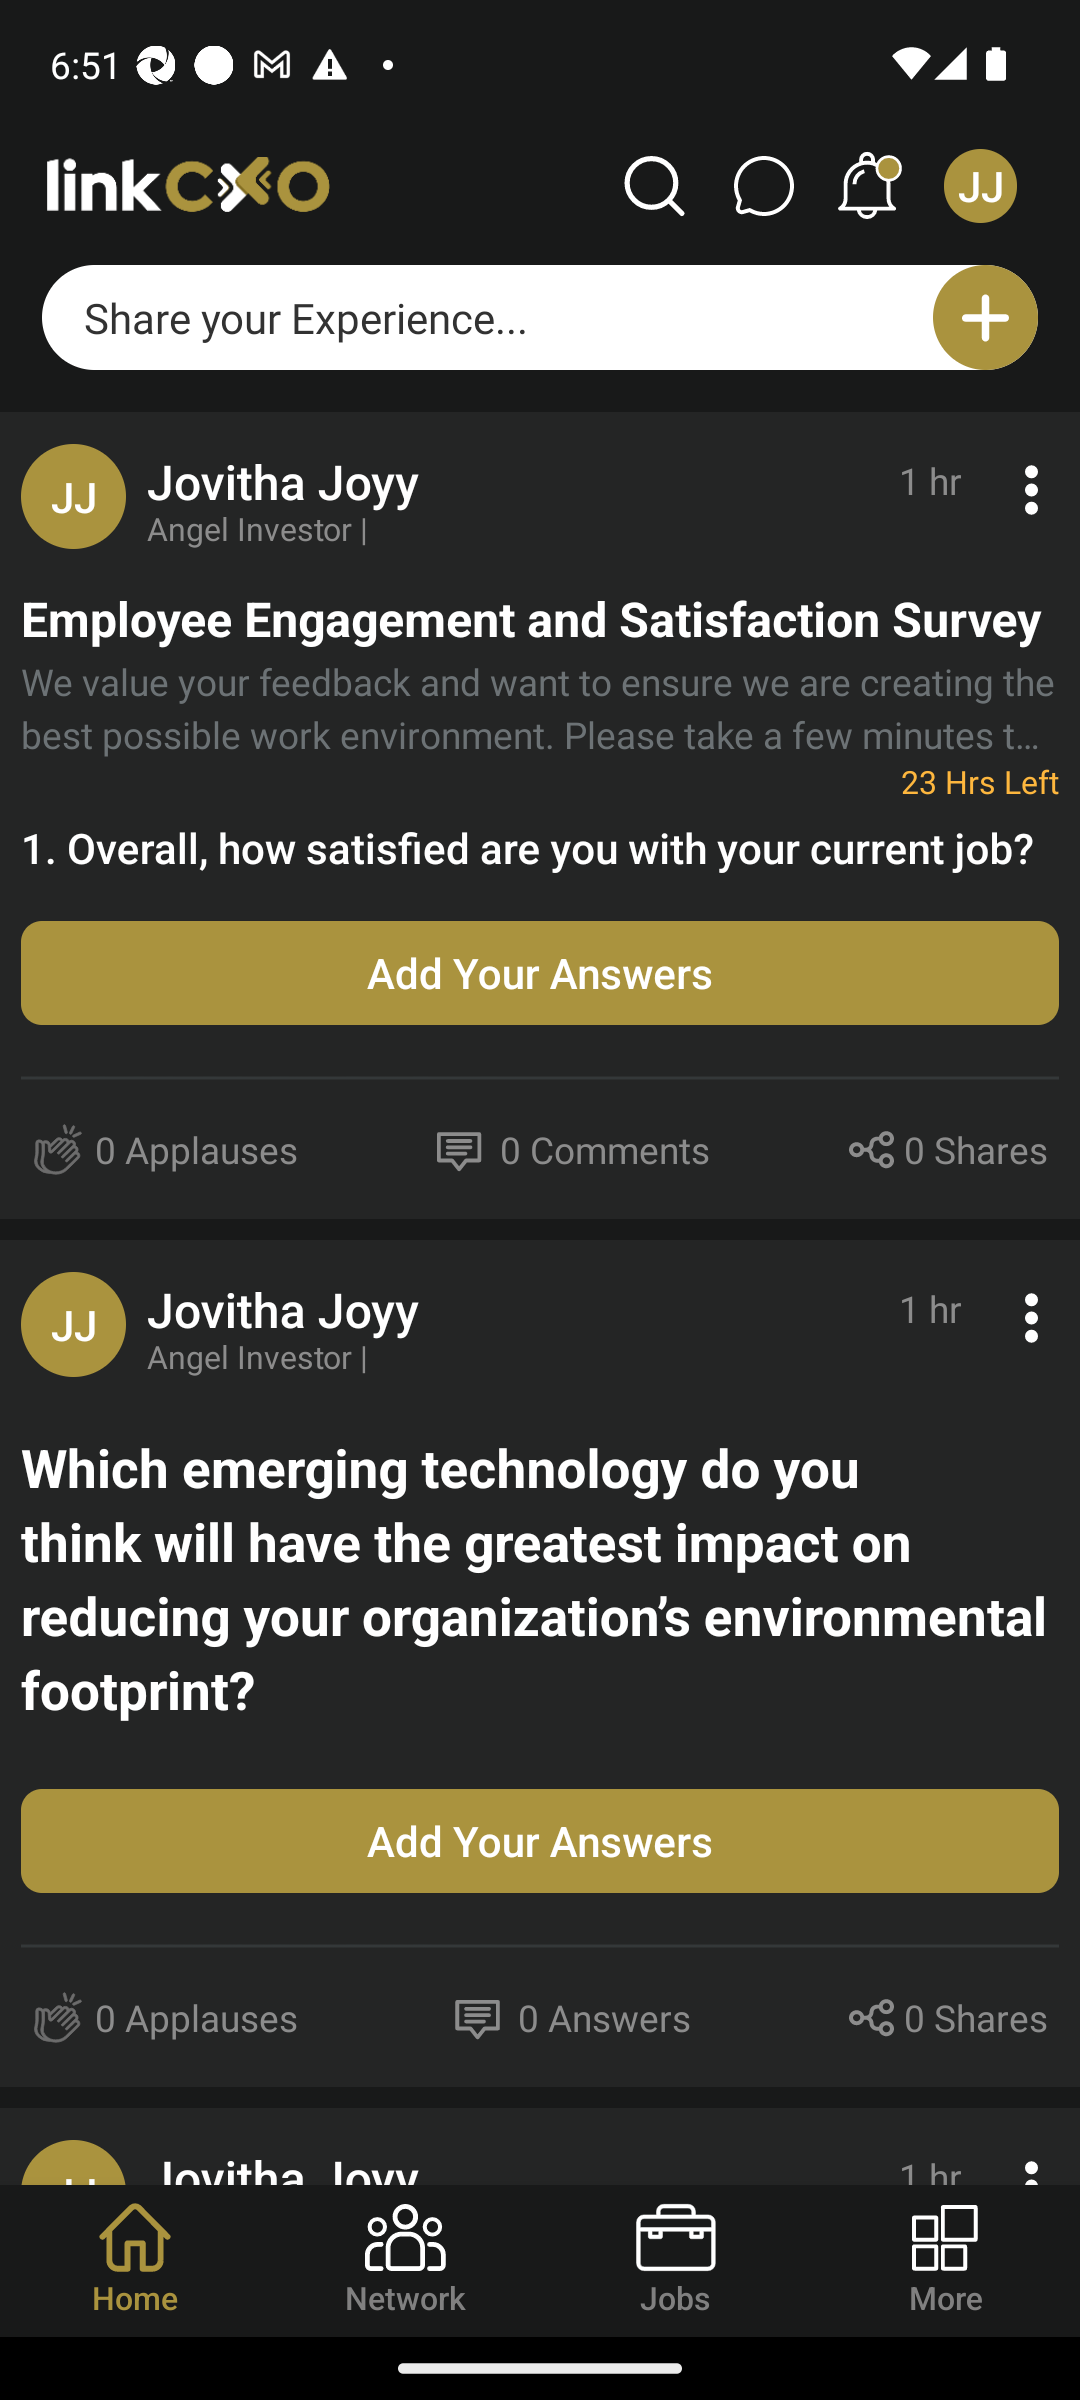 6:51
linkCXO
JJ
Share your Experience...
JJ
Jovitha Joyy
1 hr
Angel Investor |
Employee Engagement and Satisfaction Survey
We value your feedback and want to ensure we are creating the
best possible work environment. Please take a few minutes t...
23 Hrs Left
1. Overall, how satisfied are you with your current job?
Add Your Answers
0 Applauses
0 Comments
0 Shares
JJ
Jovitha Joyy
1 hr
Angel Investor |
Which emerging technology do you
think will have the greatest impact on
reducing your organization’s environmental
footprint?
Add Your Answers
0 Applauses
0 Answers
0 Shares
JJ
Jovitha Joyy
1 hr
Home
Network
Jobs
More